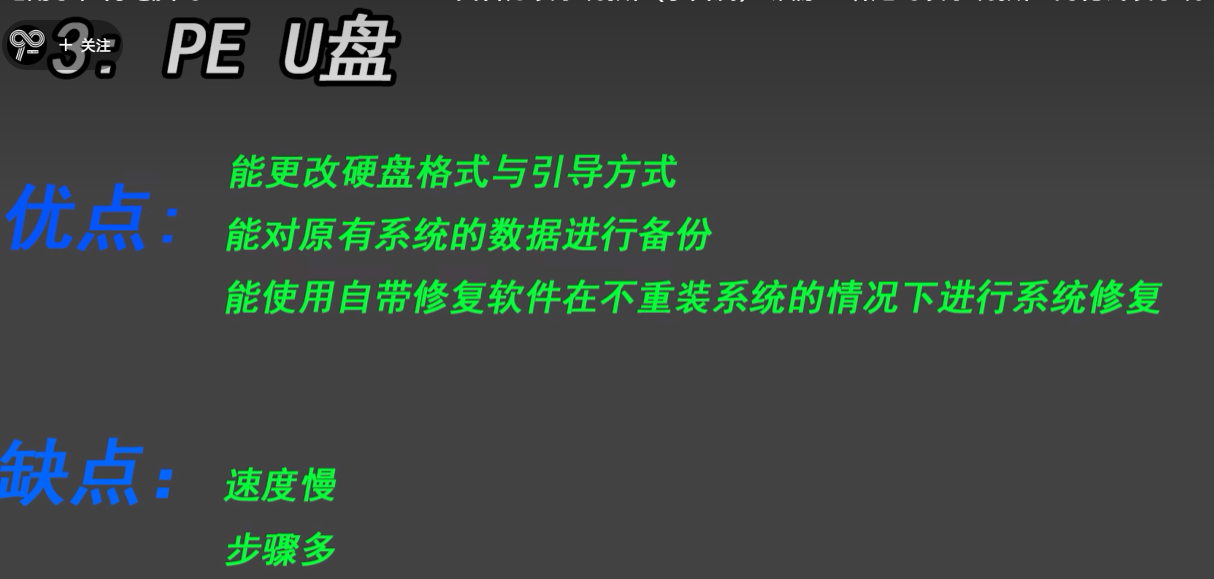 3: PE U盘
+ 关注
能更改硬盘格式与引导方式
优点:
能对原有系统的数据进行备份
能使用自带修复软件在不重装系统的情况下进行系统修复
缺点:
速度慢
步骤多